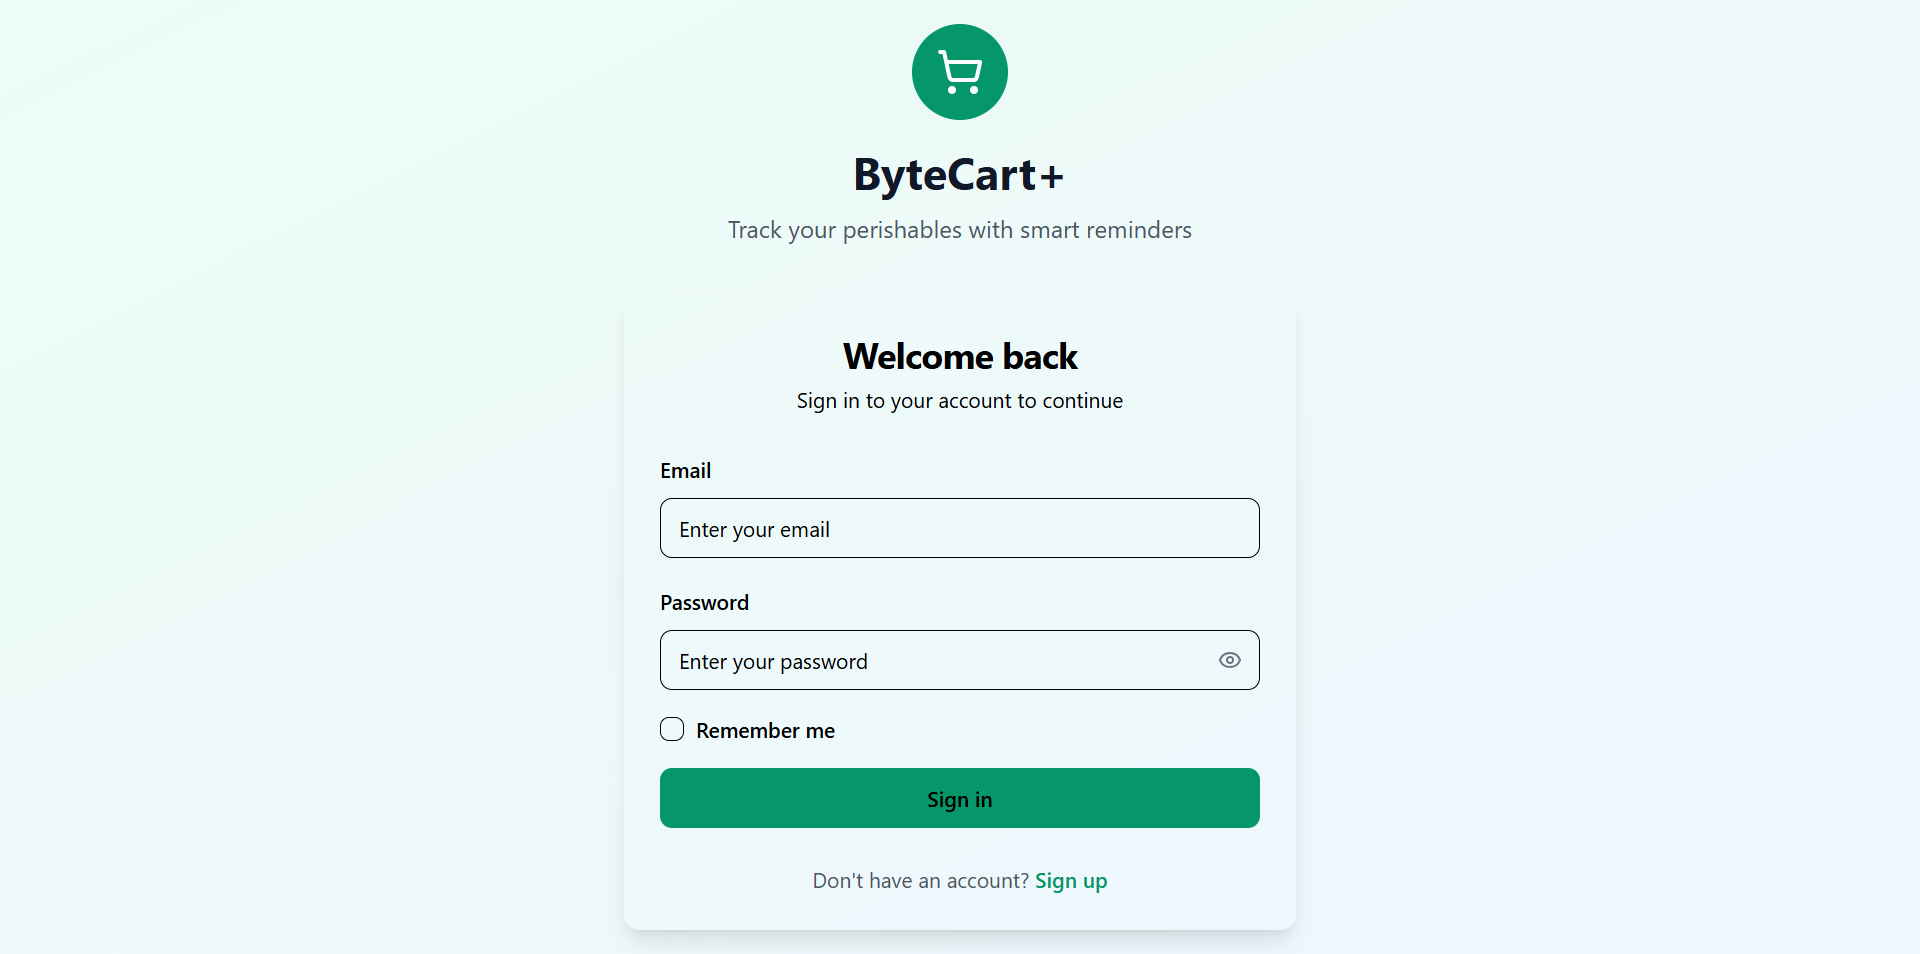 ByteCart+
Track your perishables with smart reminders
Welcome back
Sign in to your account to continue
Email
Enter your email
Password
Enter your password
Remember me
Sign in
Don't have an account? Sign up